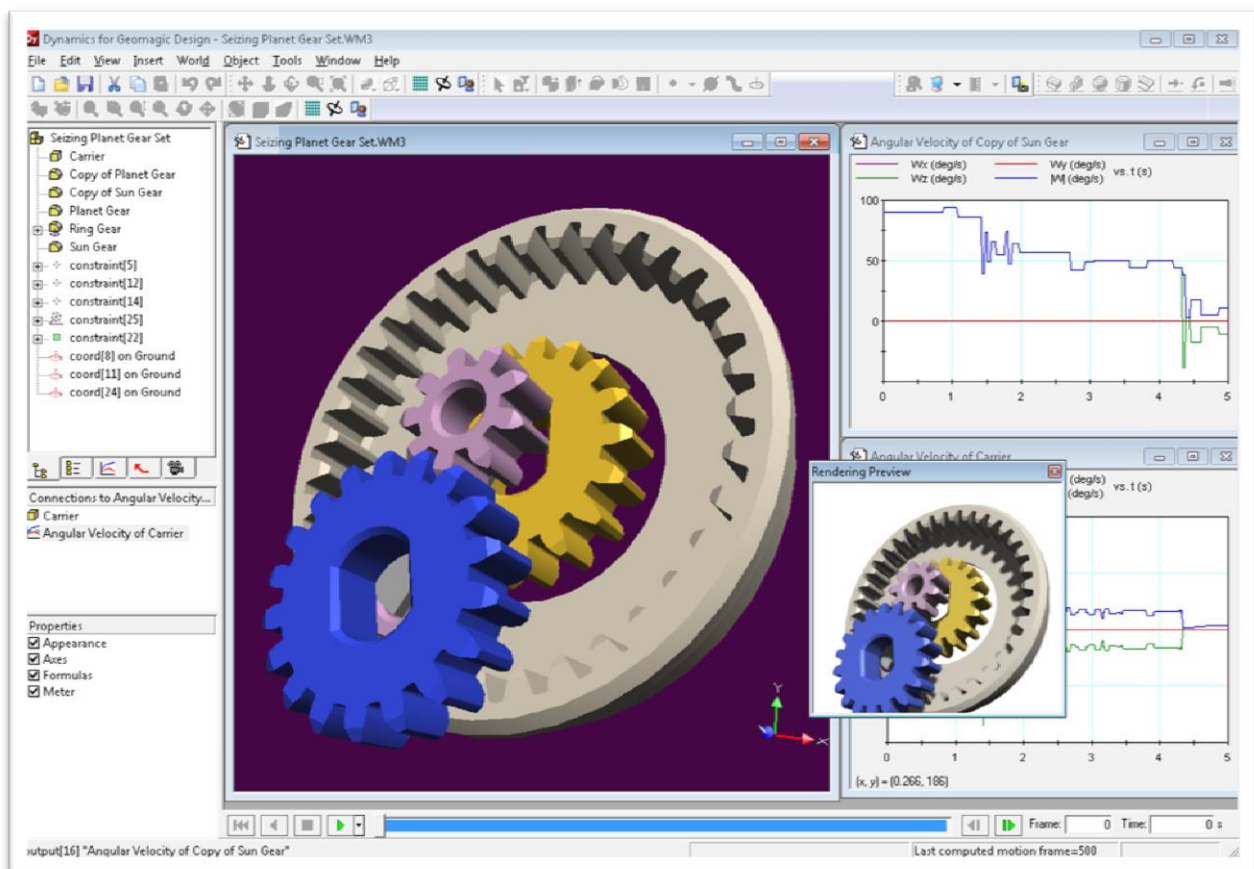 Dynamics for Geomagic Design - Seizing Planet Gear Set.WM3
File Edit View Insert World Object Tools Window Help
Seizing Planet Gear Set
Carrier
Copy of Planet Gear
Copy of Sun Gear
Planet Gear
Ring Gear
Sun Gear
constraint[5]
constraint[12]
constraint[14]
constraint[25]
constraint[22]
coord[8] on Ground
coord[11] on Ground
coord[24] on Ground
Connections to Angular Velocity...
Carrier
Angular Velocity of Carrier
Properties
Appearance
Axes
Formulas
Meter
Seizing Planet Gear Set.WM3
Y
X
Angular Velocity of Copy of Sun Gear
Wx (deg/s) Wy (deg/s) vs. t (s)
Wz (deg/s) |W| (deg/s)
100
50
0
0 1 2 3 4 5
Angular Velocity of Carrier
(deg/s) vs. t (s)
(deg/s)
Rendering Preview
0 1 2 3 4 5
(x, y) = (0.266, 186)
Frame: 0 Time: 0 s
output[16] "Angular Velocity of Copy of Sun Gear"
Last computed motion frame=500